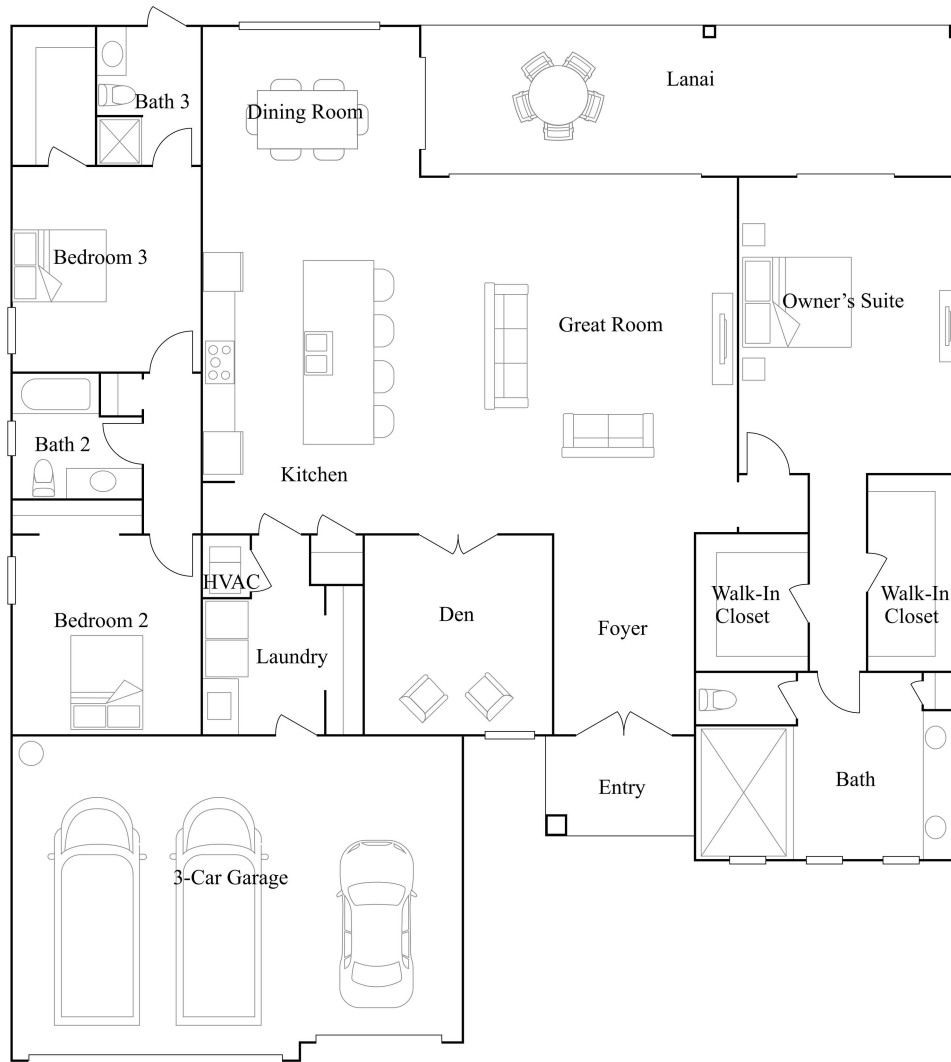 Lanai
Bath 3
Dining Room
Bedroom 3
Owner’s Suite
Great Room
Bath 2
Kitchen
HVAC
Walk-In
Closet
Walk-In
Closet
Bedroom 2
Den
Foyer
Laundry
Bath
Entry
3-Car Garage